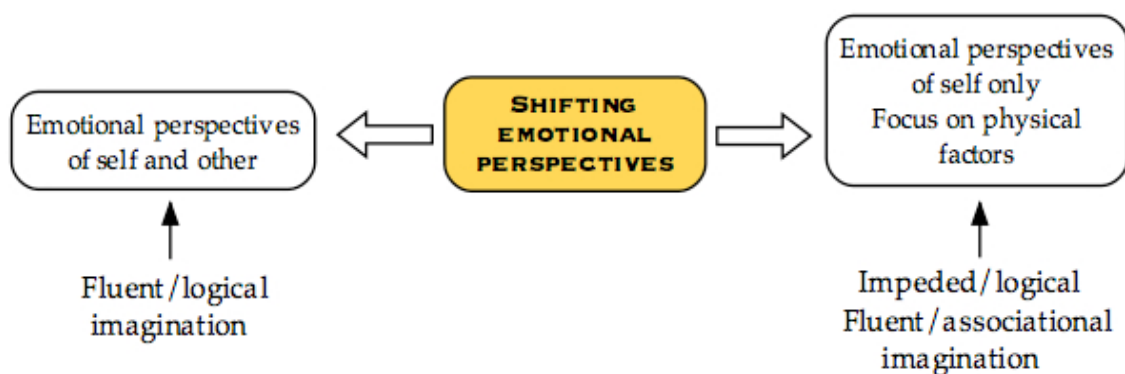 Emotional perspectives
of self and other
Fluent/logical
imagination
SHIFTING
EMOTIONAL
PERSPECTIVES
Emotional perspectives
of self only
Focus on physical
factors
Impeded/logical
Fluent/associational
imagination